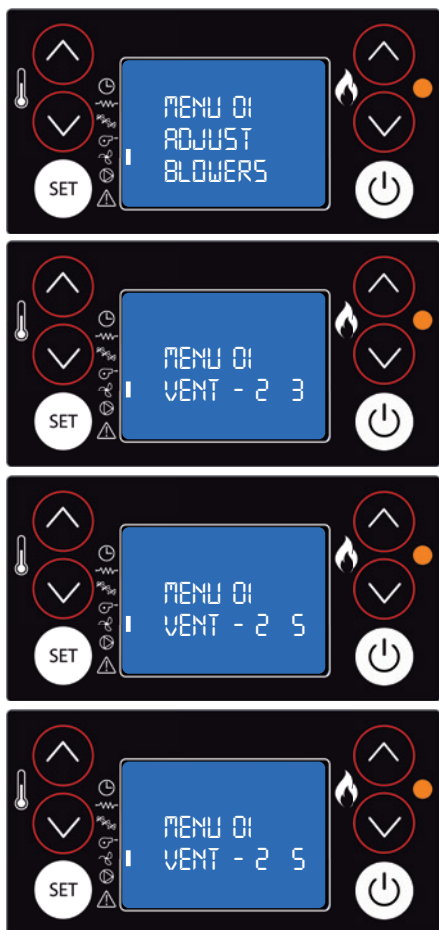 MENU 01
ADJUST
BLOWERS
SET
MENU 01
VENT - 2 3
SET
MENU 01
VENT - 2 5
SET
MENU 01
VENT - 2 5
SET